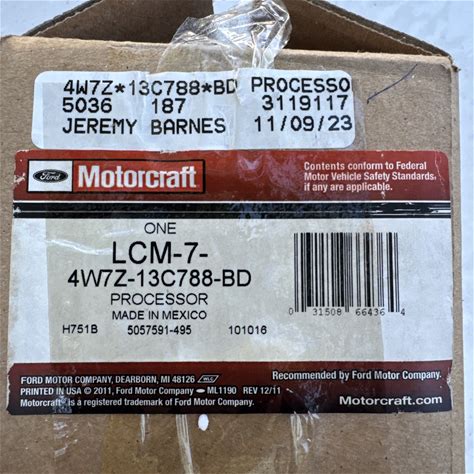 4W7Z*13C788*BD PROCESSO
5036 187 3119117
JEREMY BARNES 11/09/23
Ford Motorcraft
Contents conform to Federal
Motor Vehicle Safety Standards,
if any are applicable.
ONE
LCM-7-
4W7Z-13C788-BD
PROCESSOR
MADE IN MEXICO
H751B 5057591-495 101016
0 31508 66436 4
FORD MOTOR COMPANY, DEARBORN, MI 48126
PRINTED IN USA © 2011, Ford Motor Company • ML1190 REV 12/11
Motorcraft® is a registered trademark of Ford Motor Company.
Recommended by Ford Motor Company.
Motorcraft.com